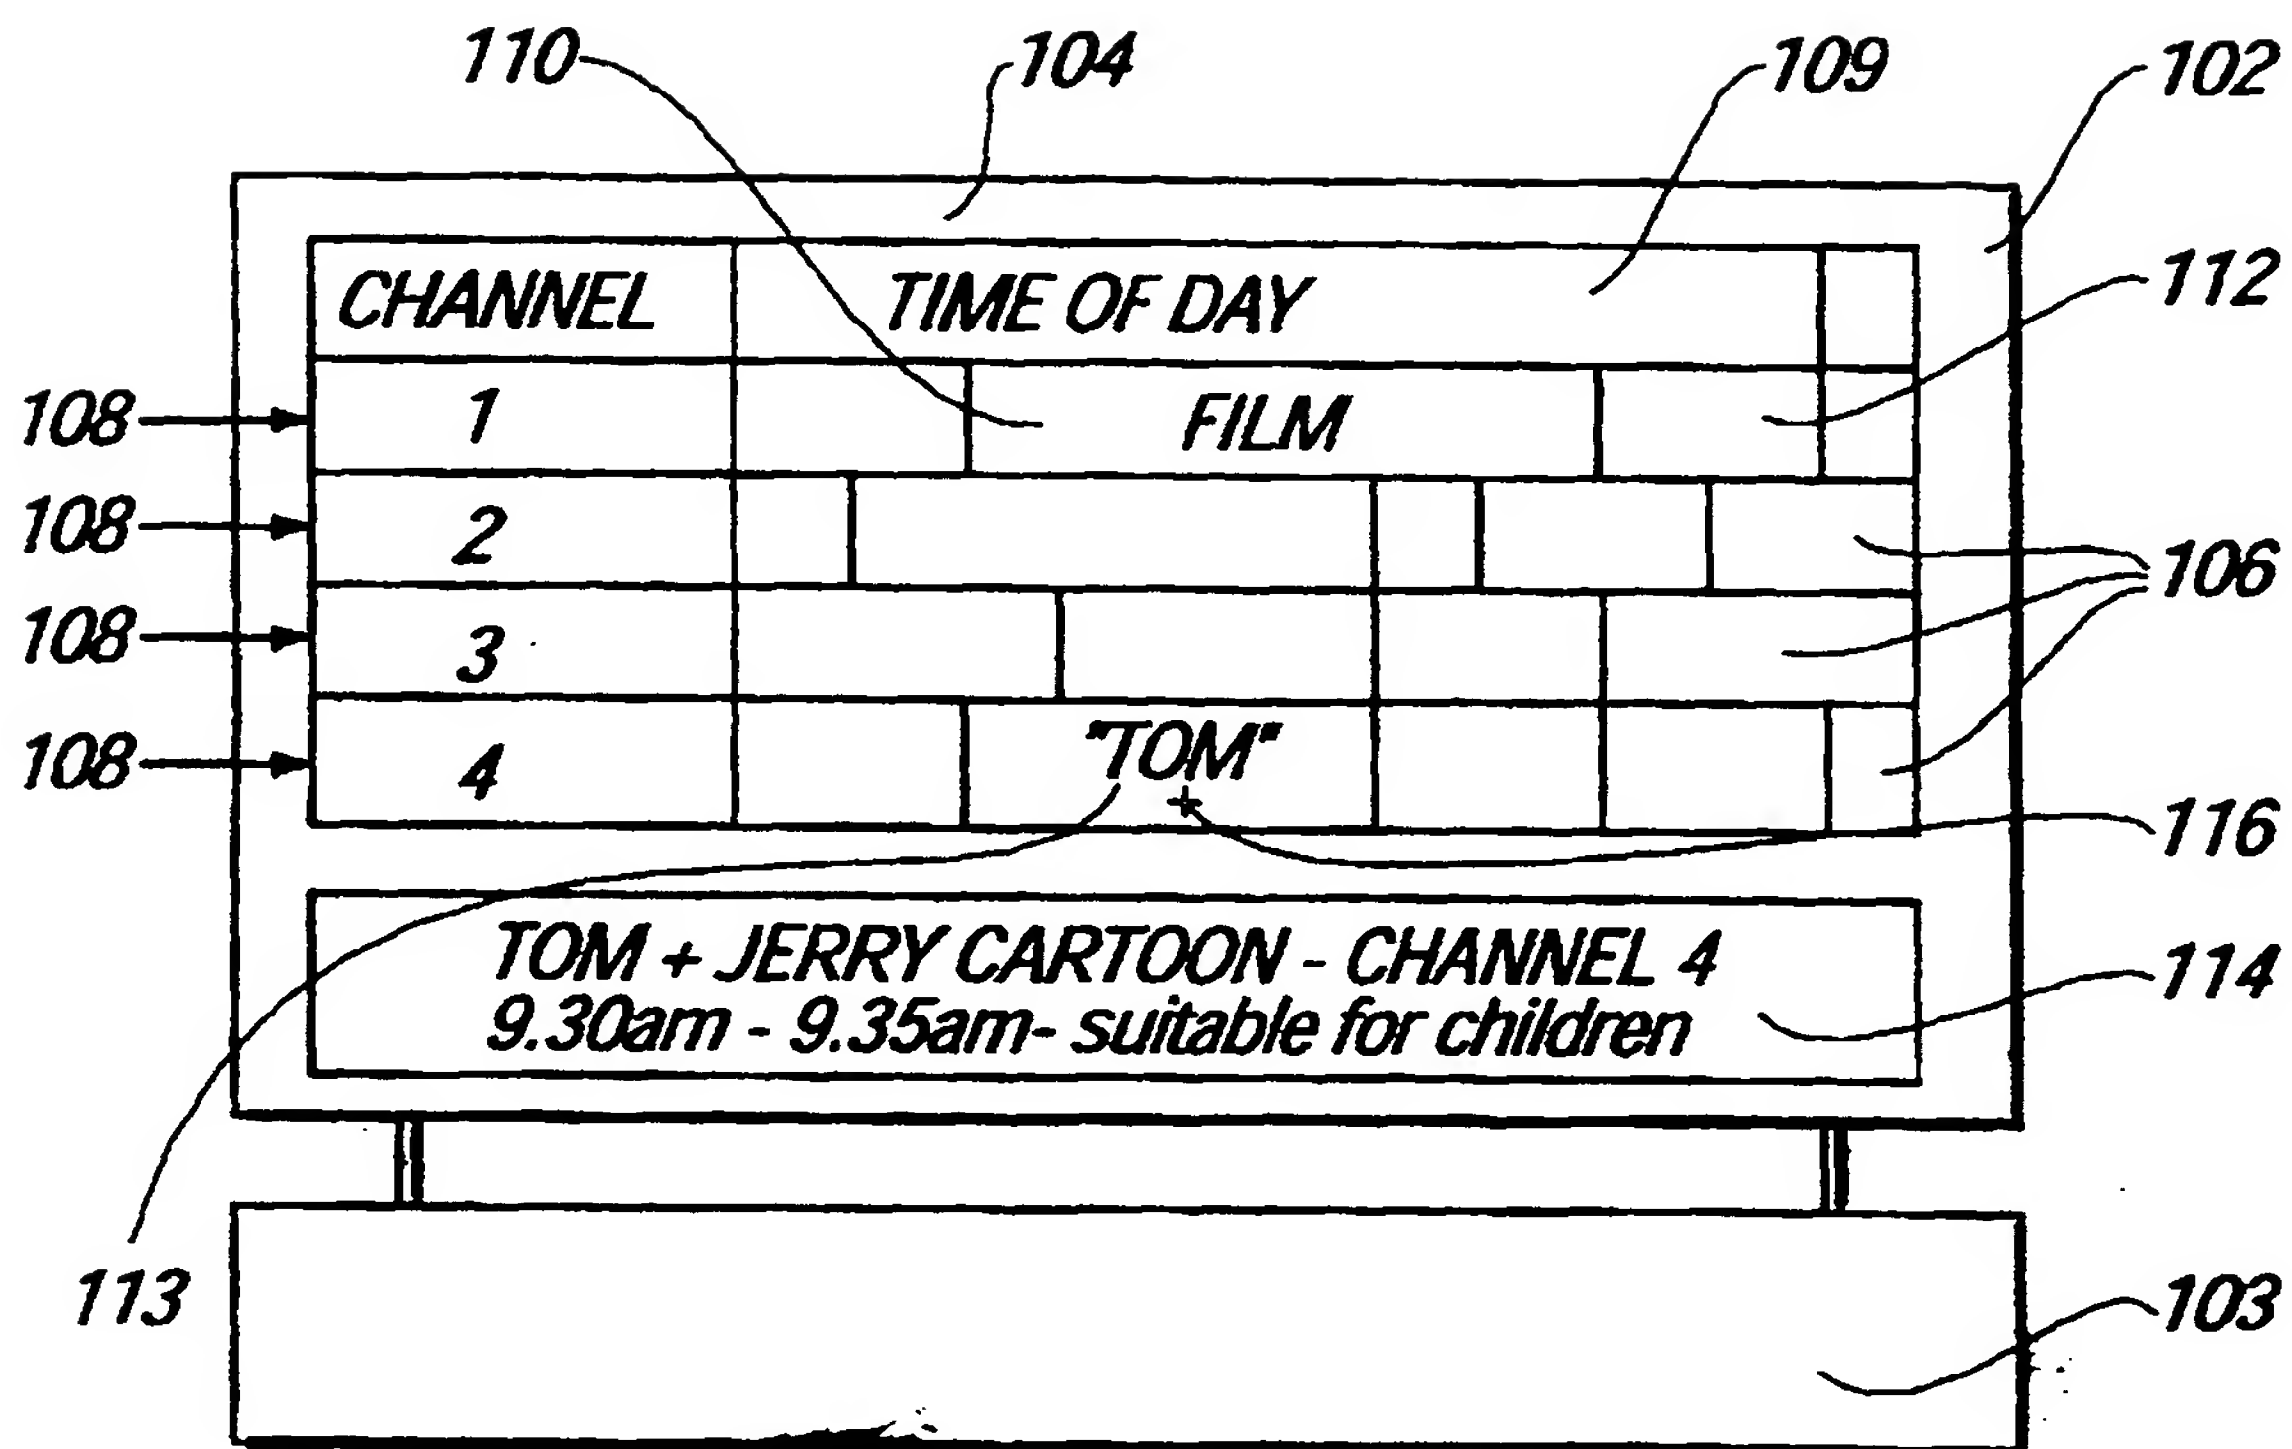 110
104
109
102
CHANNEL TIME OF DAY
112
108 1 FILM
108 2
106
108 3
108 4 "TOM"
+
116
TOM + JERRY CARTOON - CHANNEL 4
9.30am - 9.35am- suitable for children
114
113
103